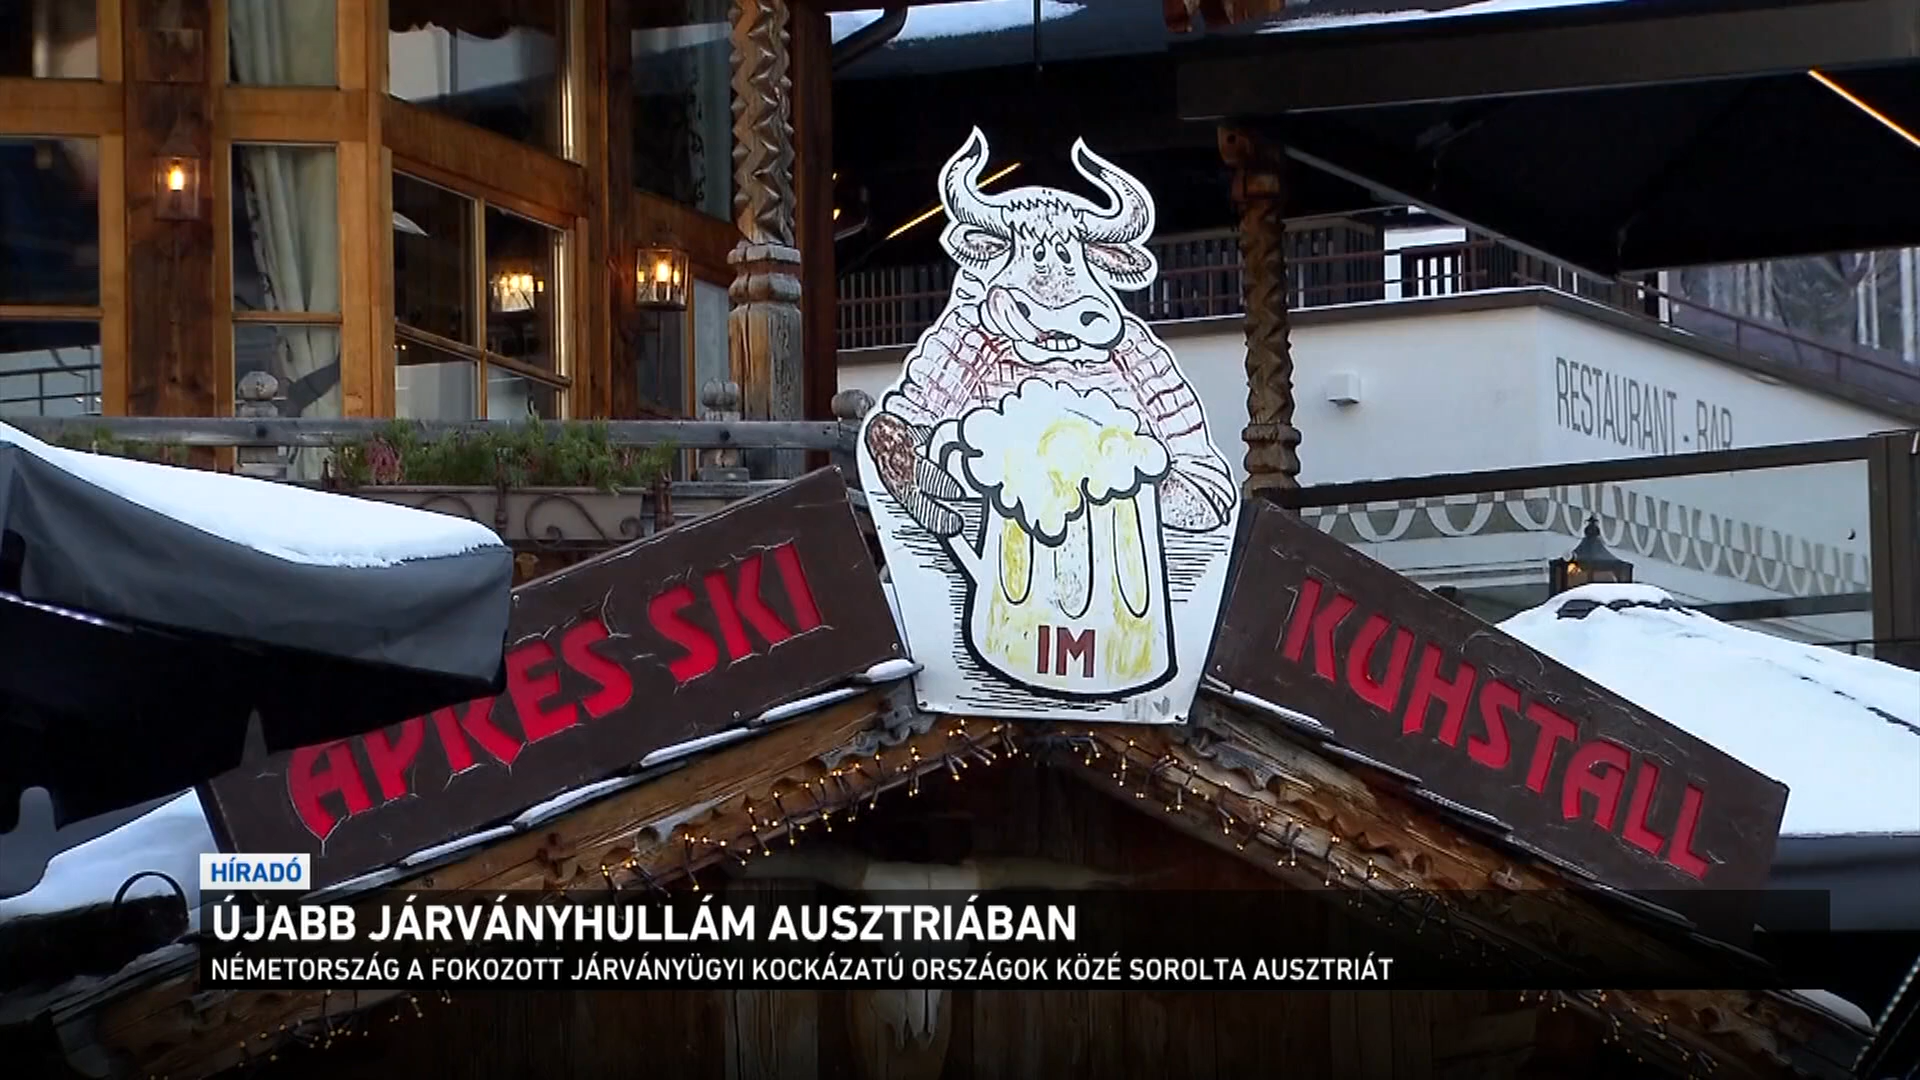 RESTAURANT - BAR
APRES SKI
IM
KUHSTALL
HÍRADÓ
ÚJABB JÁRVÁNYHULLÁM AUSZTRIÁBAN
NÉMETORSZÁG A FOKOZOTT JÁRVÁNYÜGYI KOCKÁZATÚ ORSZÁGOK KÖZÉ SOROLTA AUSZTRIÁT